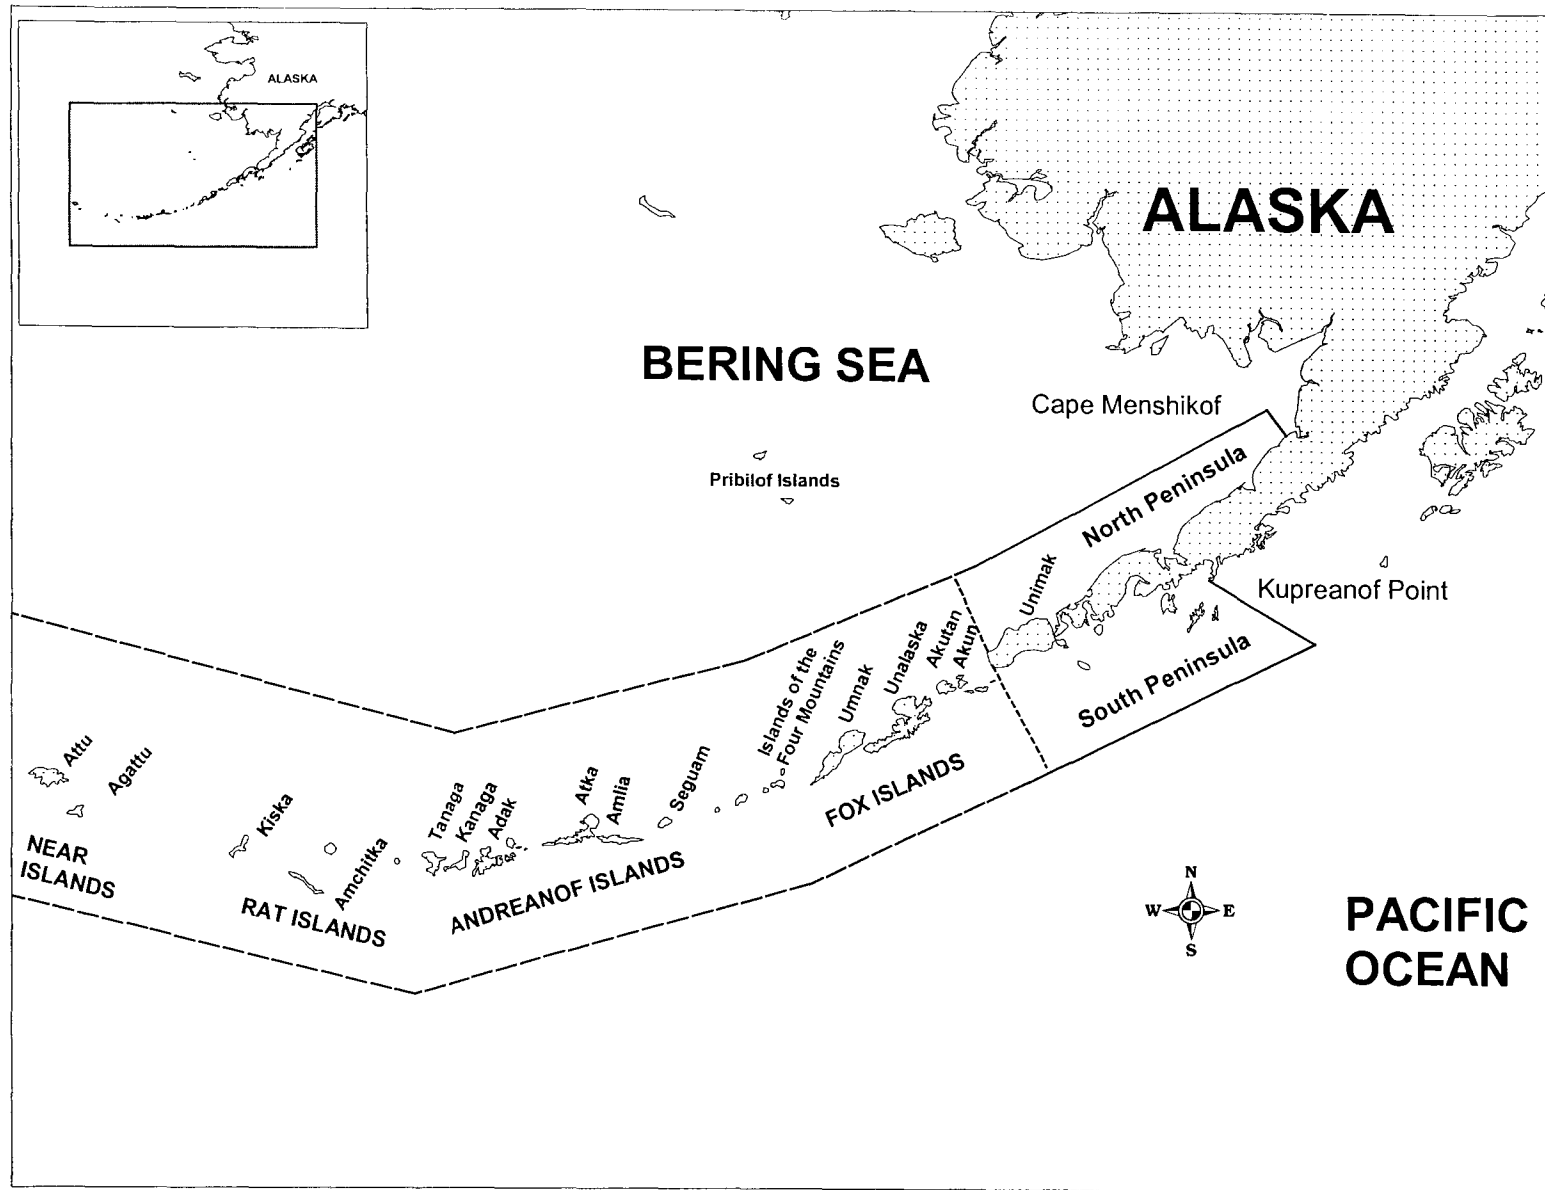 ALASKA
ALASKA
BERING SEA
Cape Menshikof
Pribilof Islands
North Peninsula
Unimak
Kupreanof Point
South Peninsula
Akun
Akutan
Unalaska
Umnak
Islands of the
Four Mountains
Seguam
Amlia
Atka
Adak
Kanaga
Tanaga
Amchitka
Kiska
Agattu
Attu
NEAR
ISLANDS
RAT ISLANDS
ANDREANOF ISLANDS
FOX ISLANDS
N
W
E
S
PACIFIC
OCEAN